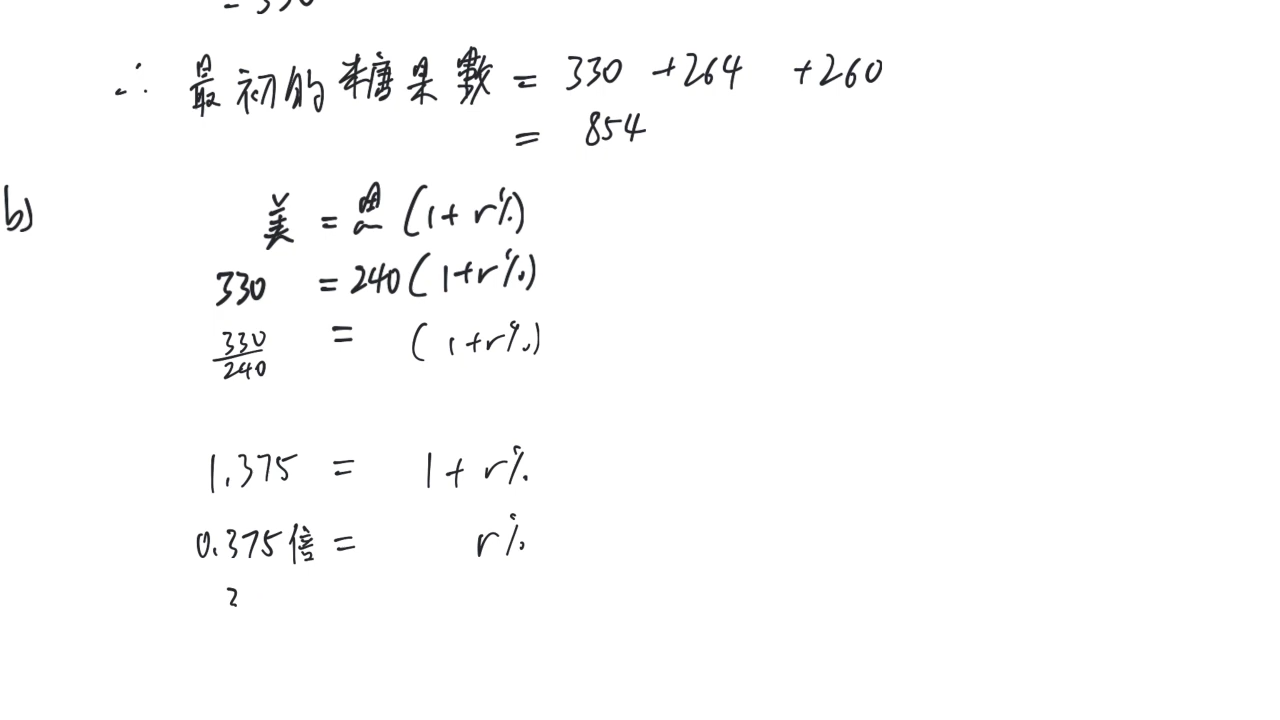 = 330
∴ 最初的糖果數 = 330 + 264 + 260
= 854
b) 美 = (1 + r%)
330 = 240 (1 + r%)
330/240 = (1 + r%)
1.375 = 1 + r%
0.375倍 = r%